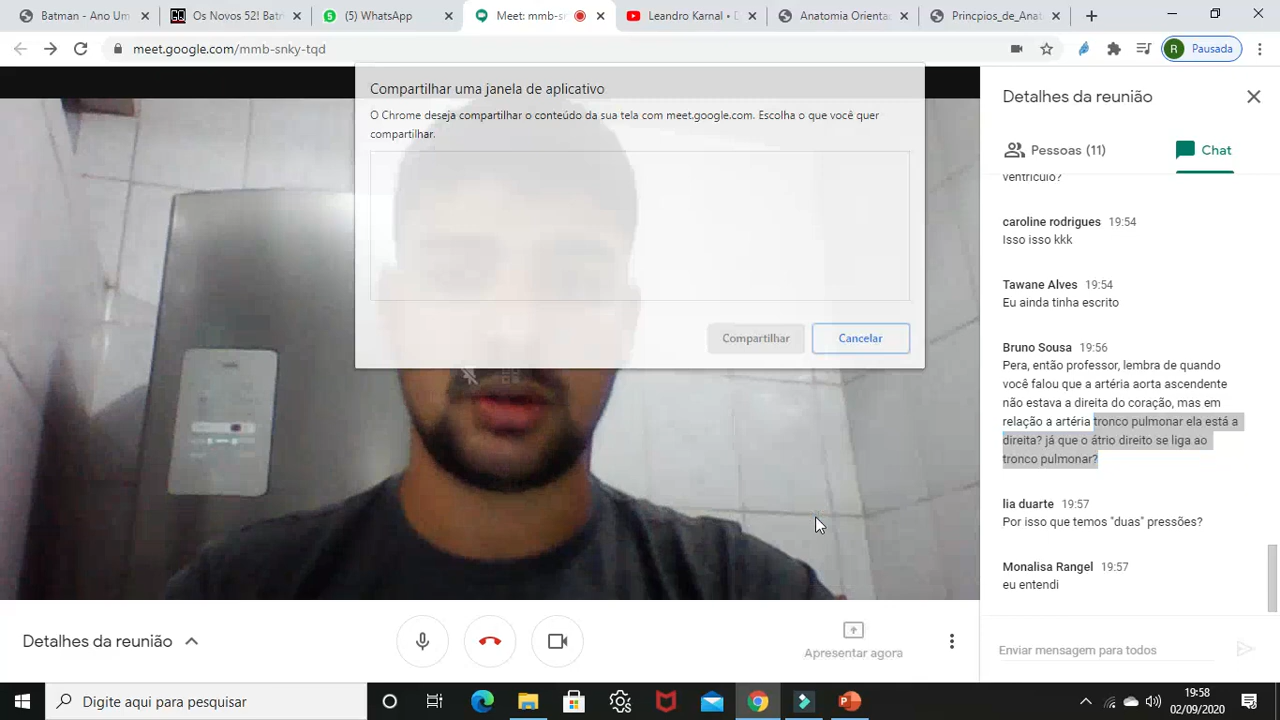 Batman - Ano Um
Os Novos 52! Bat
(5) WhatsApp
Meet: mmb-s
Leandro Karnal •
Anatomia Orienta
Princpios_de_Ana
meet.google.com/mmb-snky-tqd
R Pausada
Compartilhar uma janela de aplicativo
O Chrome deseja compartilhar o conteúdo da sua tela com meet.google.com. Escolha o que você quer
compartilhar.
Compartilhar
Cancelar
Detalhes da reunião
Pessoas (11)
Chat
ventrículo?
caroline rodrigues 19:54
Isso isso kkk
Tawane Alves 19:54
Eu ainda tinha escrito
Bruno Sousa 19:56
Pera, então professor, lembra de quando
você falou que a artéria aorta ascendente
não estava a direita do coração, mas em
relação a artéria tronco pulmonar ela está a
direita? já que o átrio direito se liga ao
tronco pulmonar?
lia duarte 19:57
Por isso que temos "duas" pressões?
Monalisa Rangel 19:57
eu entendi
Enviar mensagem para todos
Detalhes da reunião
Apresentar agora
Digite aqui para pesquisar
19:58
02/09/2020